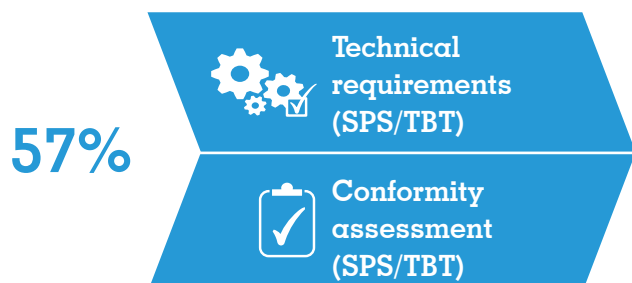 57%
Technical
requirements
(SPS/TBT)
Conformity
assessment
(SPS/TBT)